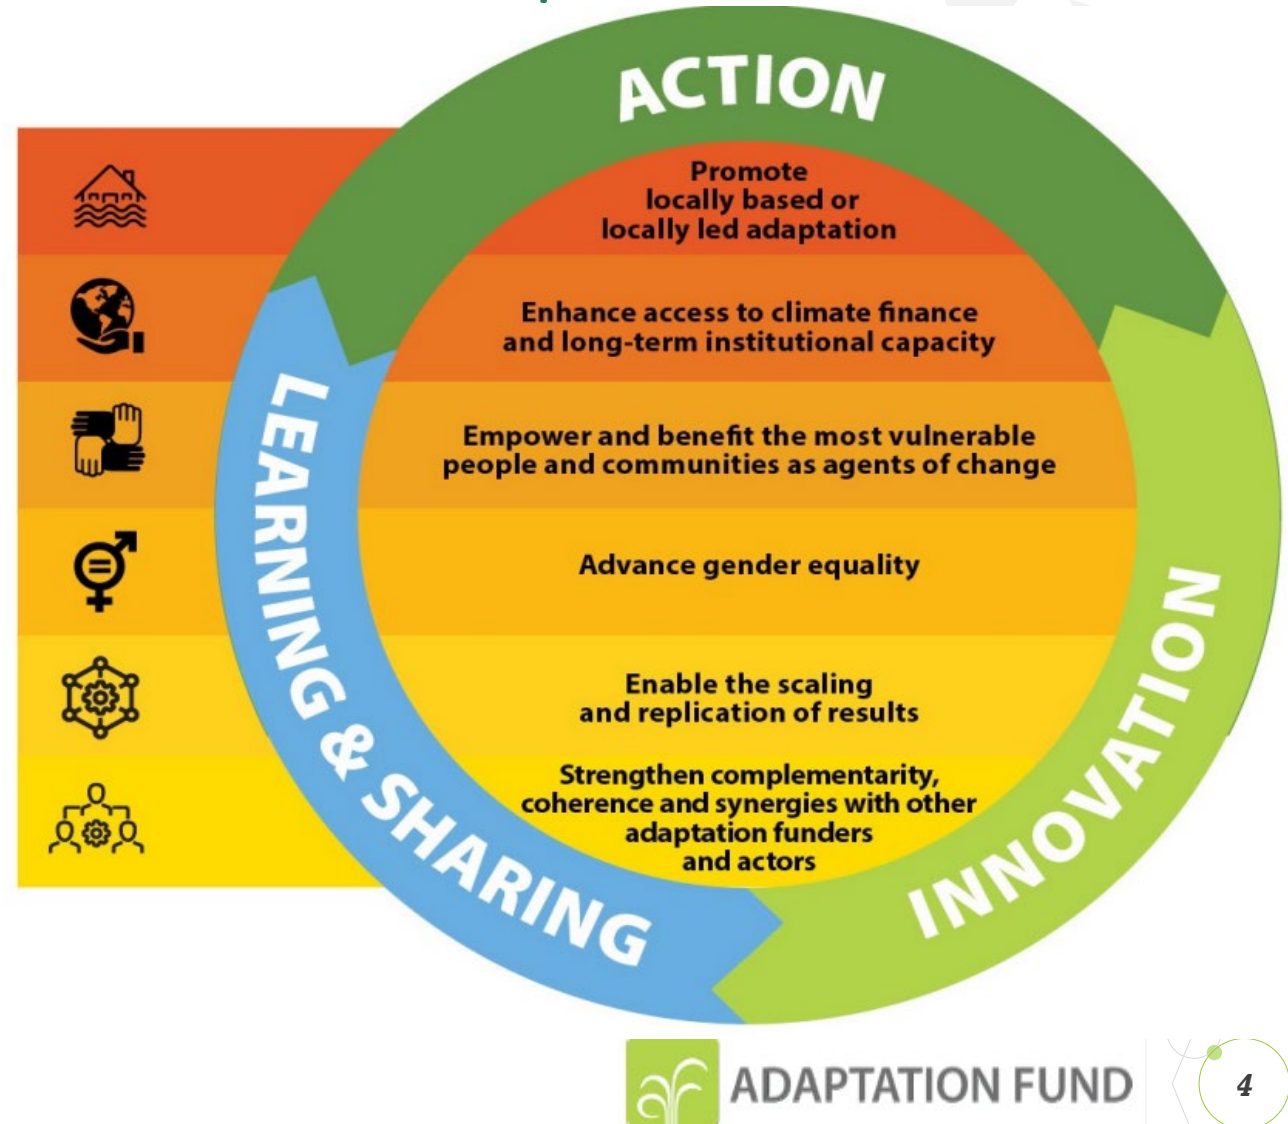 ACTION
Promote
locally based or
locally led adaptation
Enhance access to climate finance
and long-term institutional capacity
Empower and benefit the most vulnerable
people and communities as agents of change
Advance gender equality
Enable the scaling
and replication of results
Strengthen complementarity,
coherence and synergies with other
adaptation funders
and actors
LEARNING & SHARING
INNOVATION
ADAPTATION FUND
4